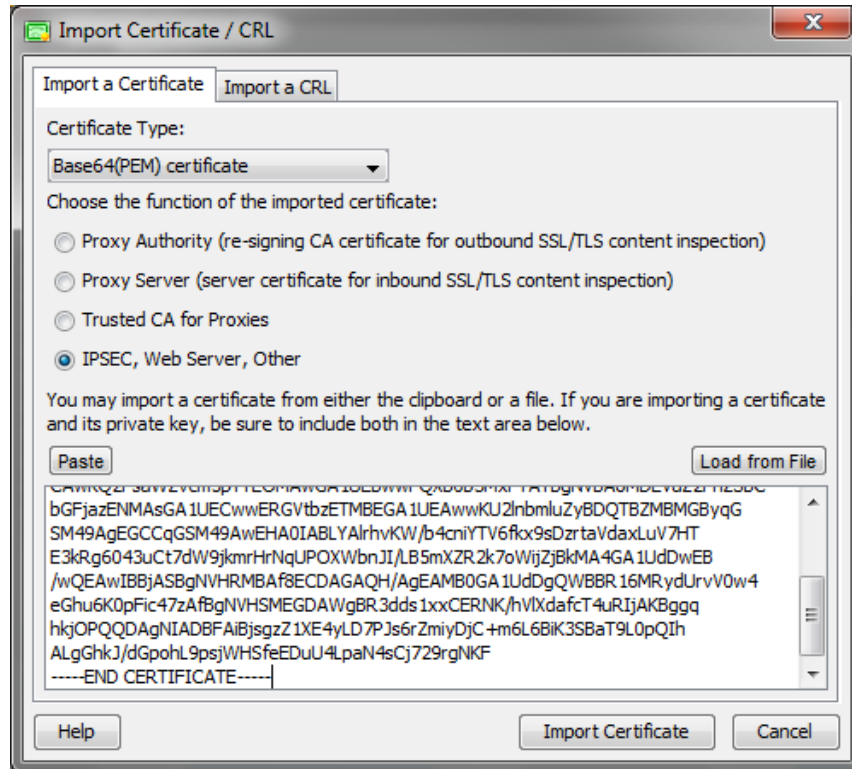 Import Certificate / CRL
Import a Certificate
Import a CRL
Certificate Type:
Base64(PEM) certificate
Choose the function of the imported certificate:
Proxy Authority (re-signing CA certificate for outbound SSL/TLS content inspection)
Proxy Server (server certificate for inbound SSL/TLS content inspection)
Trusted CA for Proxies
IPSEC, Web Server, Other
You may import a certificate from either the clipboard or a file. If you are importing a certificate
and its private key, be sure to include both in the text area below.
Paste
Load from File
bGFjazENMAsGA1UECwwERGVtbzETMBEGA1UEAwwKU2lnbmluZyBDQTBZMBMGByqG
SM49AgEGCCqGSM49AwEHA0IABLYAlrhvKW/b4cniYTV6fkx9sDzrtaVdaxLuV7HT
E3kRg6043uCt7dW9jkmrHrNqUPOXWbnJI/LB5mXZR2k7oWijZjBkMA4GA1UdDwEB
/wQEAwIBBjASBgNVHRMBAf8ECDAGAQH/AgEAMB0GA1UdDgQWBBR16MRydUrvV0w4
eGhu6K0pFic47zAfBgNVHSMEGDAWgBR3dds1xxCERNK/hVlXdafcT4uRIjAKBggq
hkjOPQQDAgNIADBFAiBjsgzZ1XE4yLD7PJs6rZmiyDjC+m6L6BiK3SBaT9L0pQIh
ALgGhkJ/dGpohL9psjWHSfeEDuU4LpaN4sCj729rgNKF
-----END CERTIFICATE-----
Help
Import Certificate
Cancel